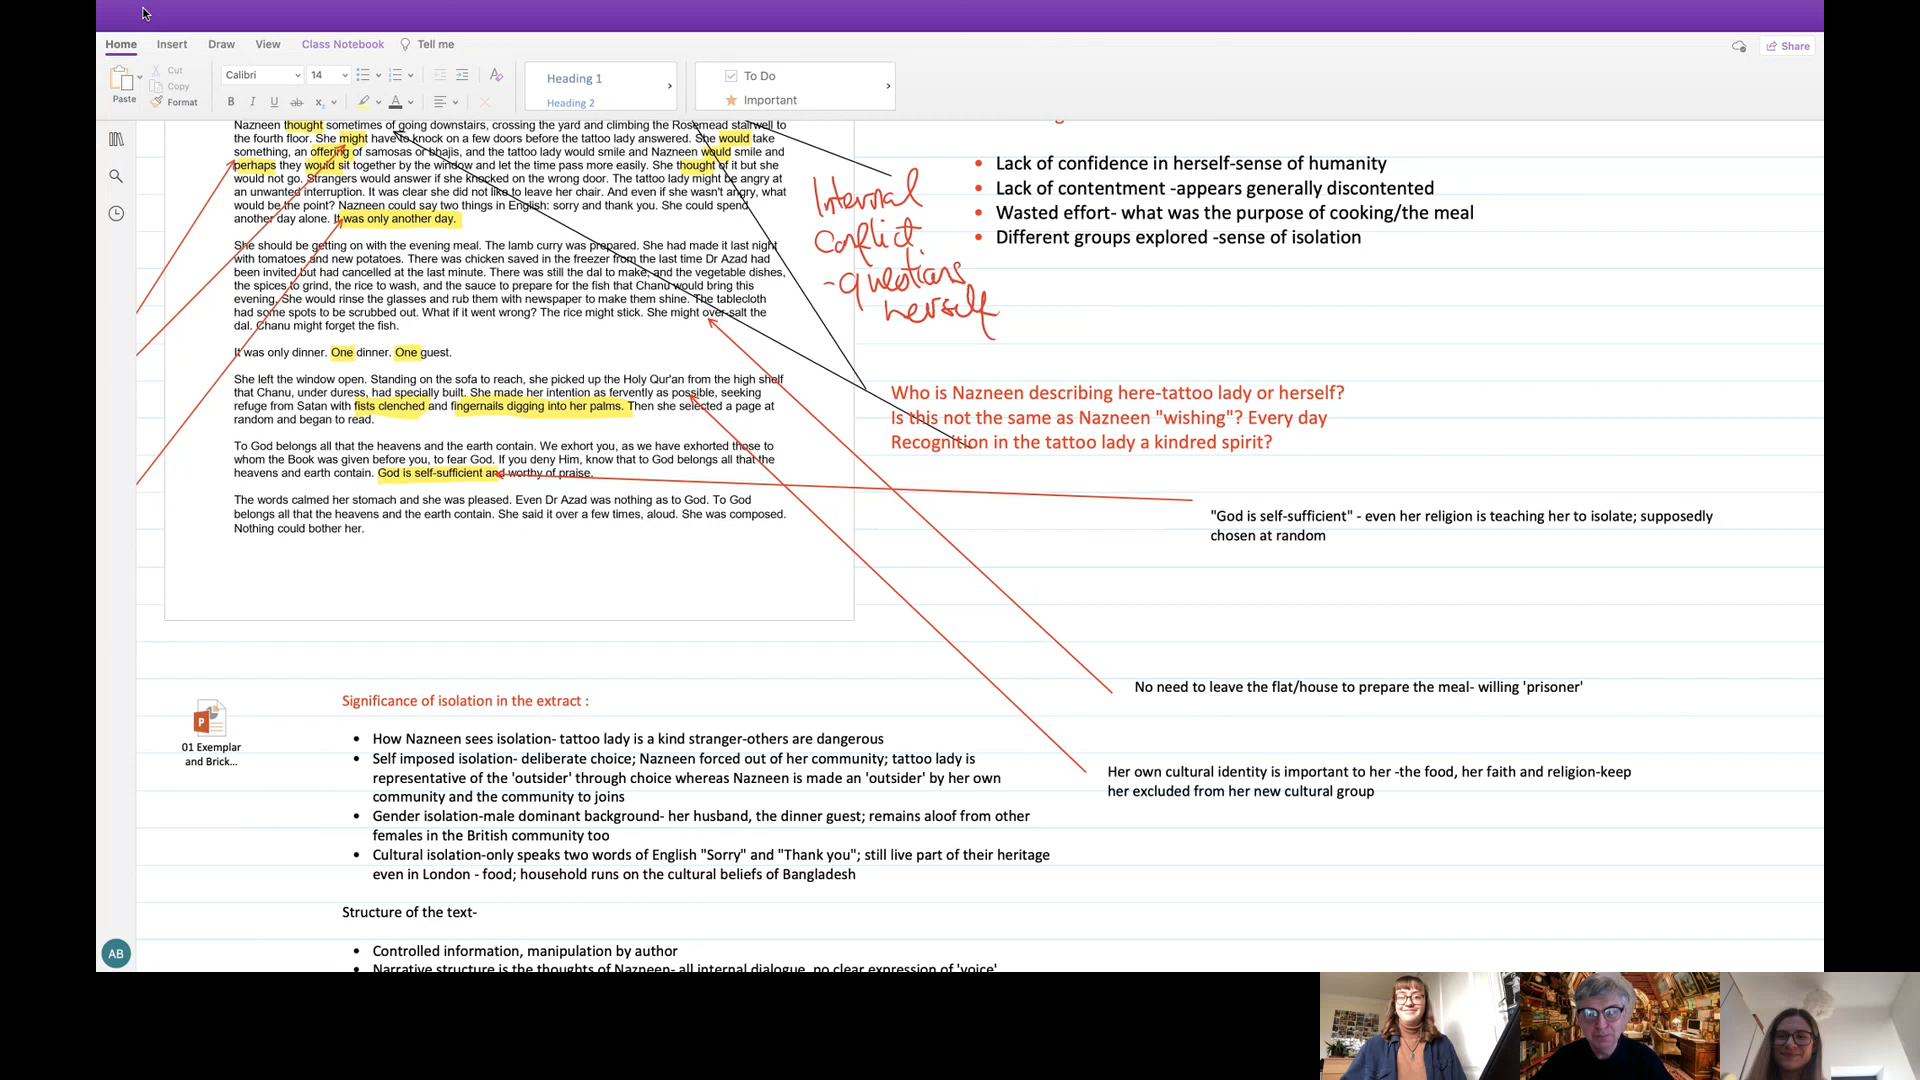 Home Insert Draw View Class Notebook Tell me
Share
Cut
Copy
Paste
Format
Calibri 14
B I U ab x₂ A
Heading 1
Heading 2
To Do
Important
Nazneen thought sometimes of going downstairs, crossing the yard and climbing the Rosemead stairwell to
the fourth floor. She might have to knock on a few doors before the tattoo lady answered. She would take
something, an offering of samosas or bhajis, and the tattoo lady would smile and Nazneen would smile and
perhaps they would sit together by the window and let the time pass more easily. She thought of it but she
would not go. Strangers would answer if she knocked on the wrong door. The tattoo lady might be angry at
an unwanted interruption. It was clear she did not like to leave her chair. And even if she wasn't angry, what
would be the point? Nazneen could say two things in English: sorry and thank you. She could spend
another day alone. It was only another day.
She should be getting on with the evening meal. The lamb curry was prepared. She had made it last night
with tomatoes and new potatoes. There was chicken saved in the freezer from the last time Dr Azad had
been invited but had cancelled at the last minute. There was still the dal to make, and the vegetable dishes,
the spices to grind, the rice to wash, and the sauce to prepare for the fish that Chanu would bring this
evening. She would rinse the glasses and rub them with newspaper to make them shine. The tablecloth
had some spots to be scrubbed out. What if it went wrong? The rice might stick. She might over-salt the
dal. Chanu might forget the fish.
It was only dinner. One dinner. One guest.
She left the window open. Standing on the sofa to reach, she picked up the Holy Qur'an from the high shelf
that Chanu, under duress, had specially built. She made her intention as fervently as possible, seeking
refuge from Satan with fists clenched and fingernails digging into her palms. Then she selected a page at
random and began to read.
To God belongs all that the heavens and the earth contain. We exhort you, as we have exhorted those to
whom the Book was given before you, to fear God. If you deny Him, know that to God belongs all that the
heavens and earth contain. God is self-sufficient and worthy of praise.
The words calmed her stomach and she was pleased. Even Dr Azad was nothing as to God. To God
belongs all that the heavens and the earth contain. She said it over a few times, aloud. She was composed.
Nothing could bother her.
Internal
Conflict
- questions
herself
• Lack of confidence in herself-sense of humanity
• Lack of contentment -appears generally discontented
• Wasted effort- what was the purpose of cooking/the meal
• Different groups explored -sense of isolation
Who is Nazneen describing here-tattoo lady or herself?
Is this not the same as Nazneen "wishing"? Every day
Recognition in the tattoo lady a kindred spirit?
"God is self-sufficient" - even her religion is teaching her to isolate; supposedly
chosen at random
No need to leave the flat/house to prepare the meal- willing 'prisoner'
Her own cultural identity is important to her -the food, her faith and religion-keep
her excluded from her new cultural group
P
01 Exemplar
and Brick...
Significance of isolation in the extract :
• How Nazneen sees isolation- tattoo lady is a kind stranger-others are dangerous
• Self imposed isolation- deliberate choice; Nazneen forced out of her community; tattoo lady is
representative of the 'outsider' through choice whereas Nazneen is made an 'outsider' by her own
community and the community to joins
• Gender isolation-male dominant background- her husband, the dinner guest; remains aloof from other
females in the British community too
• Cultural isolation-only speaks two words of English "Sorry" and "Thank you"; still live part of their heritage
even in London - food; household runs on the cultural beliefs of Bangladesh
Structure of the text-
• Controlled information, manipulation by author
• Narrative structure is the thoughts of Nazneen- all internal dialogue, no clear expression of 'voice'
AB